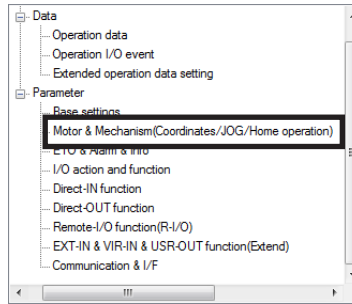 Data
Operation data
Operation I/O event
Extended operation data setting
Parameter
Base settings
Motor & Mechanism(Coordinates/JOG/Home operation)
ETO & Alarm & Info
I/O action and function
Direct-IN function
Direct-OUT function
Remote-I/O function(R-I/O)
EXT-IN & VIR-IN & USR-OUT function(Extend)
Communication & I/F